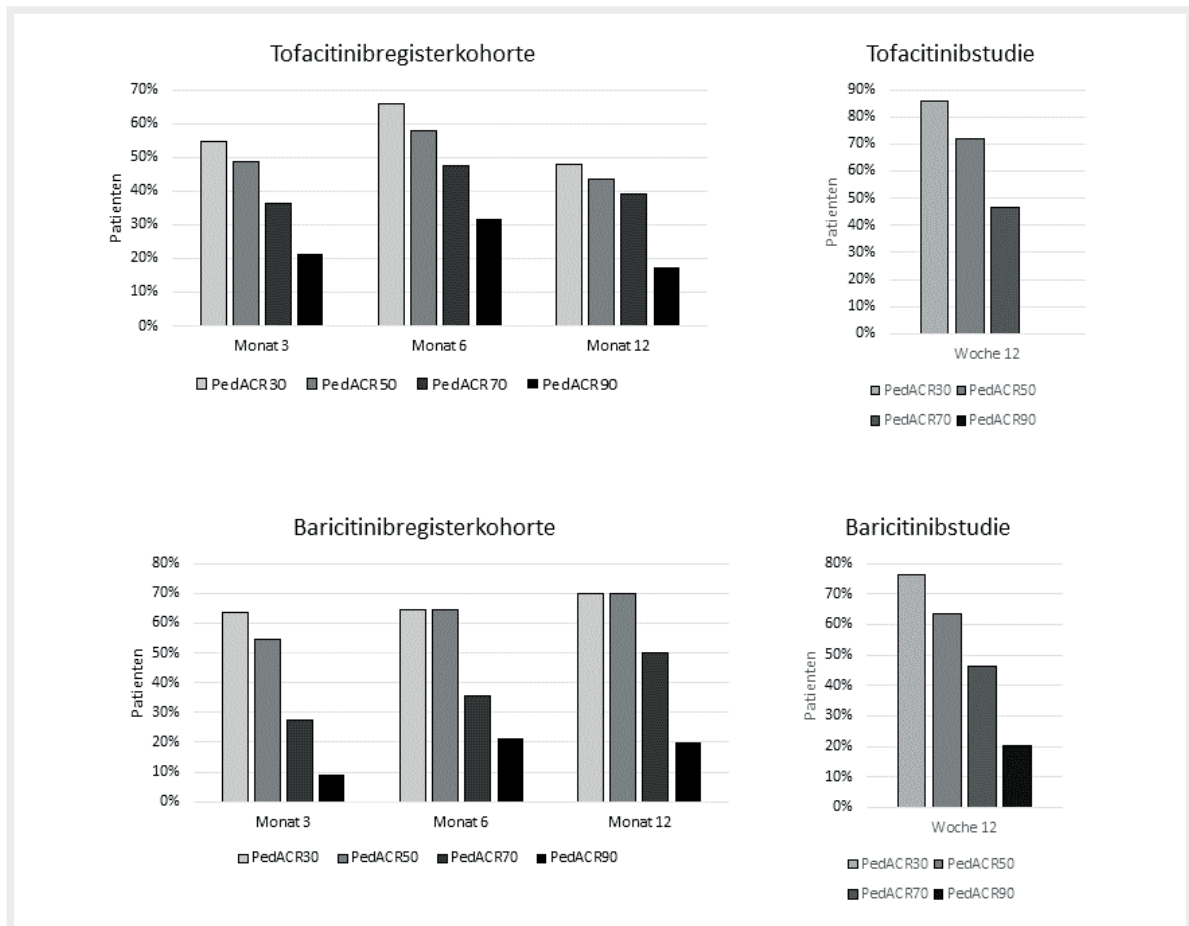 Tofacitinibregisterkohorte
70%
60%
50%
40%
30%
20%
10%
0%
Patienten
Monat 3 Monat 6 Monat 12
PedACR30 PedACR50 PedACR70 PedACR90
Tofacitinibstudie
90%
80%
70%
60%
50%
40%
30%
20%
10%
0%
Patienten
Woche 12
PedACR30 PedACR50
PedACR70 PedACR90
Baricitinibregisterkohorte
80%
70%
60%
50%
40%
30%
20%
10%
0%
Patienten
Monat 3 Monat 6 Monat 12
PedACR30 PedACR50 PedACR70 PedACR90
Baricitinibstudie
80%
70%
60%
50%
40%
30%
20%
10%
0%
Patienten
Woche 12
PedACR30 PedACR50
PedACR70 PedACR90